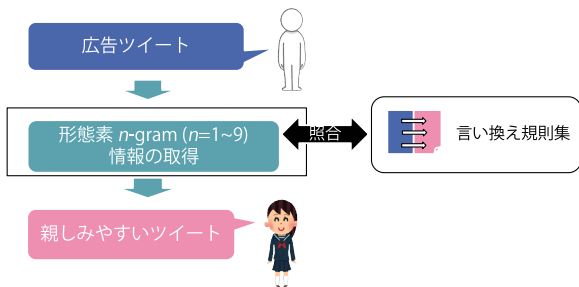 広告ツイート
形態素 n-gram (n=1~9)
情報の取得
照合
言い換え規則集
親しみやすいツイート